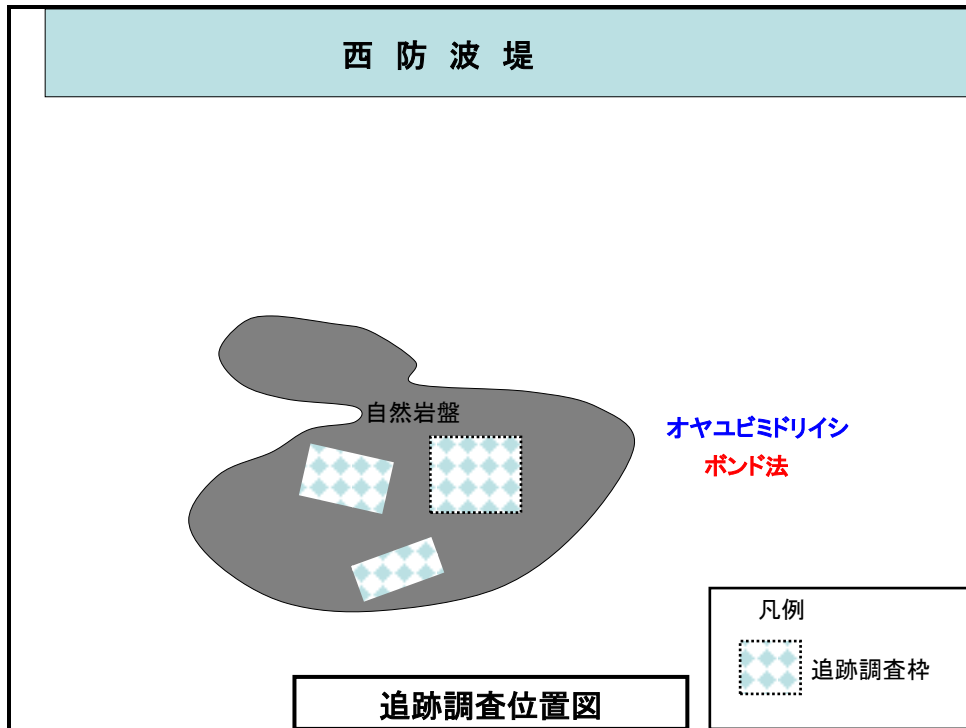 西防波堤
自然岩盤
オヤユビミドリイシ
ボンド法
凡例
追跡調査枠
追跡調査位置図